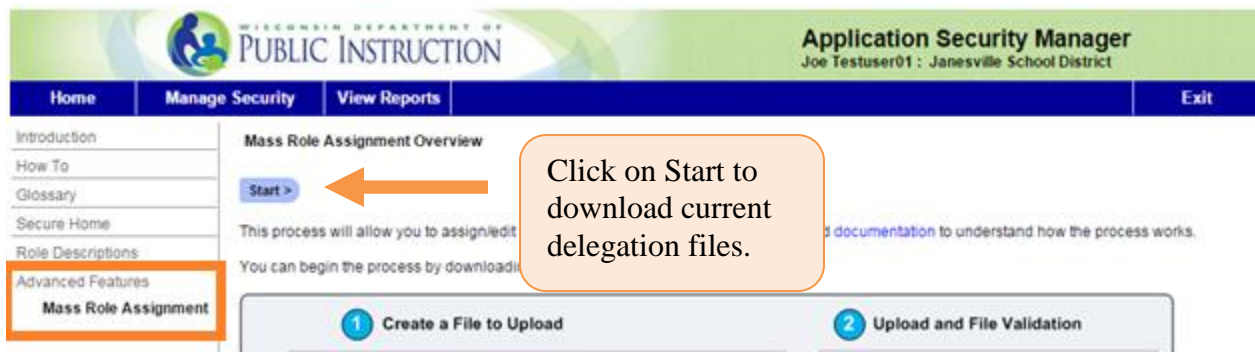 WISCONSIN DEPARTMENT OF
PUBLIC INSTRUCTION
Application Security Manager
Joe Testuser01 : Janesville School District
Home Manage Security View Reports Exit
Introduction
How To
Glossary
Secure Home
Role Descriptions
Advanced Features
Mass Role Assignment
Mass Role Assignment Overview
Start >
Click on Start to
download current
delegation files.
This process will allow you to assign/edit documentation to understand how the process works.
You can begin the process by
1 Create a File to Upload
2 Upload and File Validation